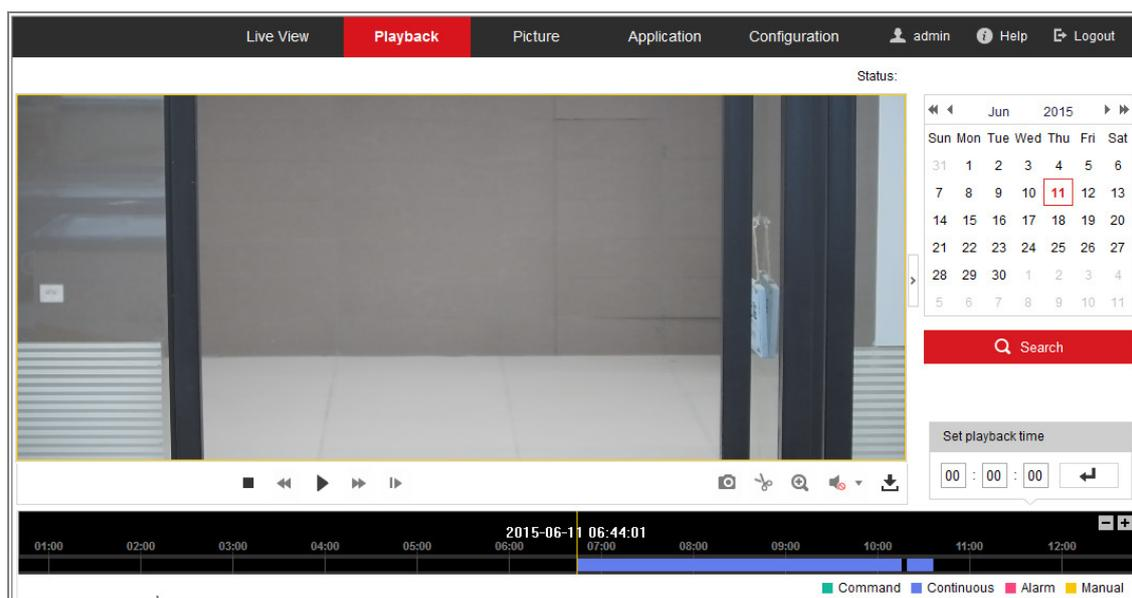 Live View Playback Picture Application Configuration admin Help Logout
Status:
Jun 2015
Sun Mon Tue Wed Thu Fri Sat
31 1 2 3 4 5 6
7 8 9 10 11 12 13
14 15 16 17 18 19 20
21 22 23 24 25 26 27
28 29 30 1 2 3 4
5 6 7 8 9 10 11
Search
Set playback time
00 : 00 : 00
2015-06-11 06:44:01
01:00 02:00 03:00 04:00 05:00 06:00 07:00 08:00 09:00 10:00 11:00 12:00
Command Continuous Alarm Manual